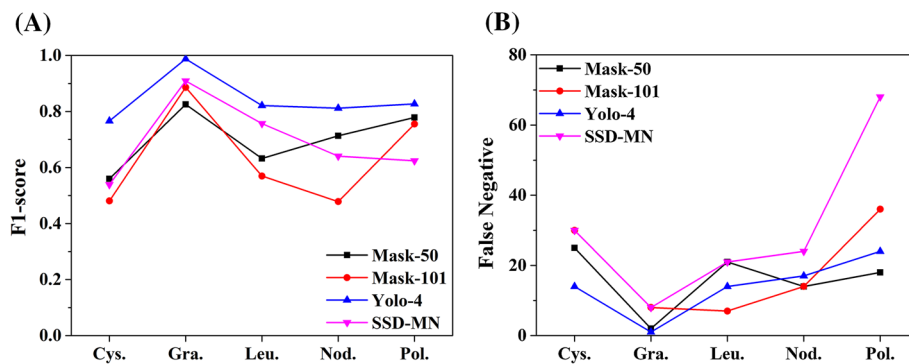 (A)
F1-score
1.0
0.8
0.6
0.4
0.2
0.0
Cys. Gra. Leu. Nod. Pol.
Mask-50
Mask-101
Yolo-4
SSD-MN
(B)
False Negative
80
60
40
20
0
Cys. Gra. Leu. Nod. Pol.
Mask-50
Mask-101
Yolo-4
SSD-MN